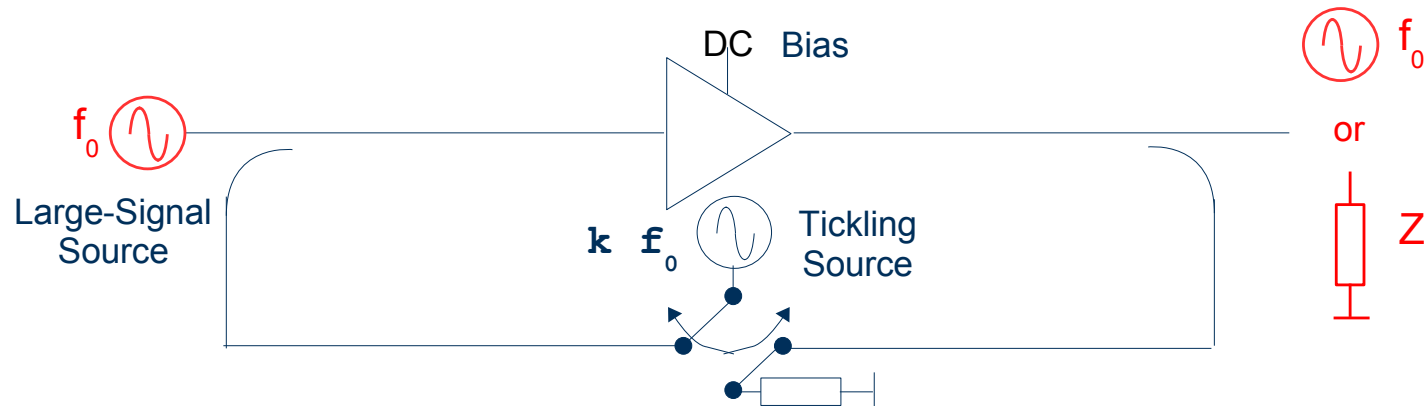 DC Bias
f₀
f₀
or
Large-Signal
Source
k f₀
Tickling
Source
Z